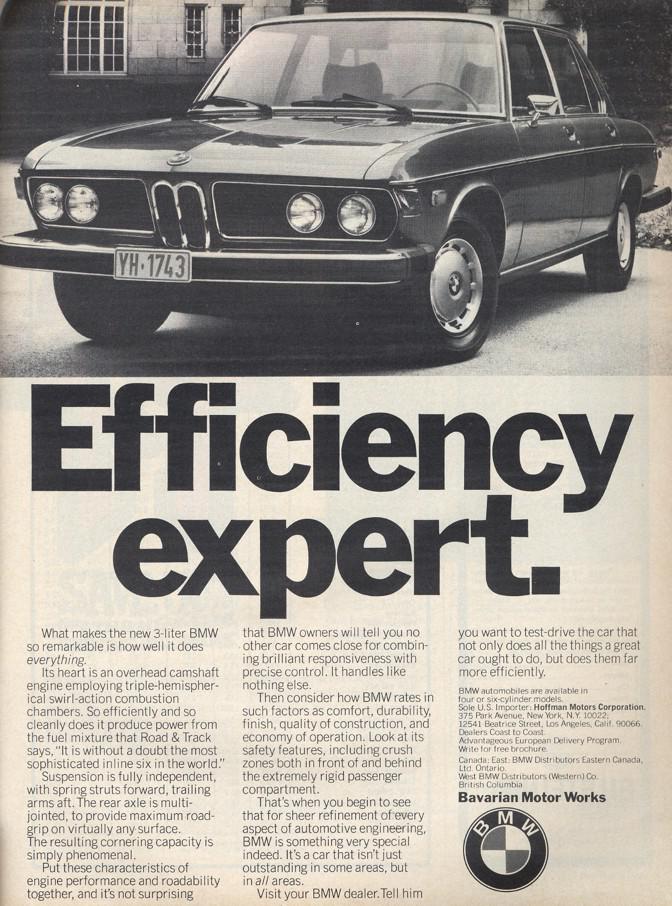 YH·1743
Efficiency
expert.
What makes the new 3-liter BMW
so remarkable is how well it does
everything.
Its heart is an overhead camshaft
engine employing triple-hemispher-
ical swirl-action combustion
chambers. So efficiently and so
cleanly does it produce power from
the fuel mixture that Road & Track
says, "It is without a doubt the most
sophisticated inline six in the world."
Suspension is fully independent,
with spring struts forward, trailing
arms aft. The rear axle is multi-
jointed, to provide maximum road-
grip on virtually any surface.
The resulting cornering capacity is
simply phenomenal.
Put these characteristics of
engine performance and roadability
together, and it's not surprising
that BMW owners will tell you no
other car comes close for combin-
ing brilliant responsiveness with
precise control. It handles like
nothing else.
Then consider how BMW rates in
such factors as comfort, durability,
finish, quality of construction, and
economy of operation. Look at its
safety features, including crush
zones both in front of and behind
the extremely rigid passenger
compartment.
That's when you begin to see
that for sheer refinement of every
aspect of automotive engineering,
BMW is something very special
indeed. It's a car that isn't just
outstanding in some areas, but
in all areas.
Visit your BMW dealer. Tell him
you want to test-drive the car that
not only does all the things a great
car ought to do, but does them far
more efficiently.
BMW automobiles are available in
four or six-cylinder models.
Sole U.S. Importer: Hoffman Motors Corporation.
375 Park Avenue, New York, N.Y. 10022;
12541 Beatrice Street, Los Angeles, Calif. 90066.
Dealers Coast to Coast.
Advantageous European Delivery Program.
Write for free brochure.
Canada: East: BMW Distributors Eastern Canada,
Ltd. Ontario.
West BMW Distributors (Western) Co.
British Columbia
Bavarian Motor Works
BMW